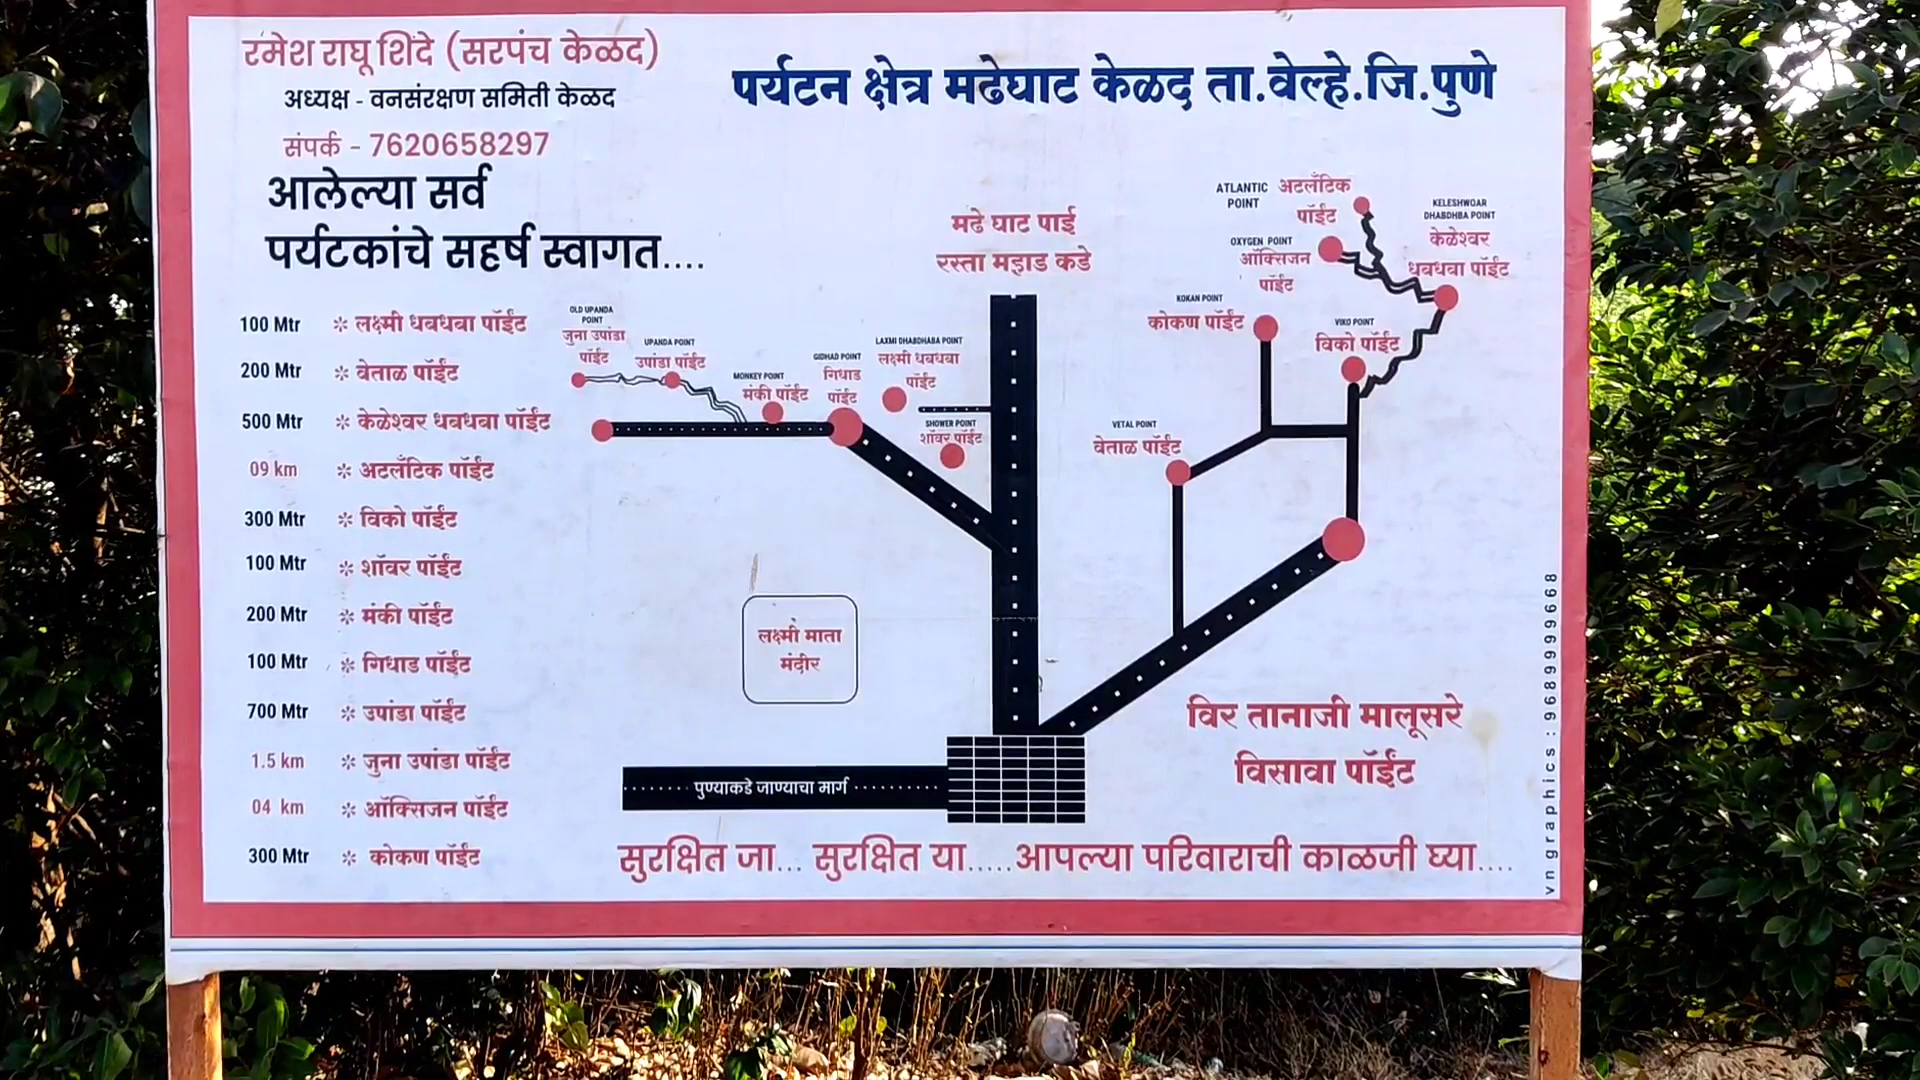 रमेश राघू शिंदे (सरपंच केळद)
अध्यक्ष - वनसंरक्षण समिती केळद
संपर्क - 7620658297
आलेल्या सर्व
पर्यटकांचे सहर्ष स्वागत....
पर्यटन क्षेत्र मढेघाट केळद ता.वेल्हे.जि.पुणे
100 Mtr * लक्ष्मी धबधबा पॉईंट
200 Mtr * वेताळ पॉईंट
500 Mtr * केळेश्वर धबधबा पॉईंट
09 km * अटलँटिक पॉईंट
300 Mtr * विको पॉईंट
100 Mtr * शॉवर पॉईंट
200 Mtr * मंकी पॉईंट
100 Mtr * गिधाड पॉईंट
700 Mtr * उपांडा पॉईंट
1.5 km * जुना उपांडा पॉईंट
04 km * ऑक्सिजन पॉईंट
300 Mtr * कोकण पॉईंट
OLD UPANDA
POINT
जुना उपांडा
पॉईंट
UPANDA POINT
उपांडा पॉईंट
MONKEY POINT
मंकी पॉईंट
GIDHAD POINT
गिधाड
पॉईंट
LAXMI DHABDHABA POINT
लक्ष्मी धबधबा
पॉईंट
SHOWER POINT
शॉवर पॉईंट
मढे घाट पाई
रस्ता महाड कडे
ATLANTIC
POINT
अटलँटिक
पॉईंट
OXYGEN POINT
ऑक्सिजन
पॉईंट
KELESHWOAR
DHABDHBA POINT
केळेश्वर
धबधबा पॉईंट
KOKAN POINT
कोकण पॉईंट
VIKO POINT
विको पॉईंट
VETAL POINT
वेताळ पॉईंट
लक्ष्मी माता
मंदीर
विर तानाजी मालूसरे
विसावा पॉईंट
पुण्याकडे जाण्याचा मार्ग
सुरक्षित जा... सुरक्षित या.....आपल्या परिवाराची काळजी घ्या....
vngraphics: 9689999668